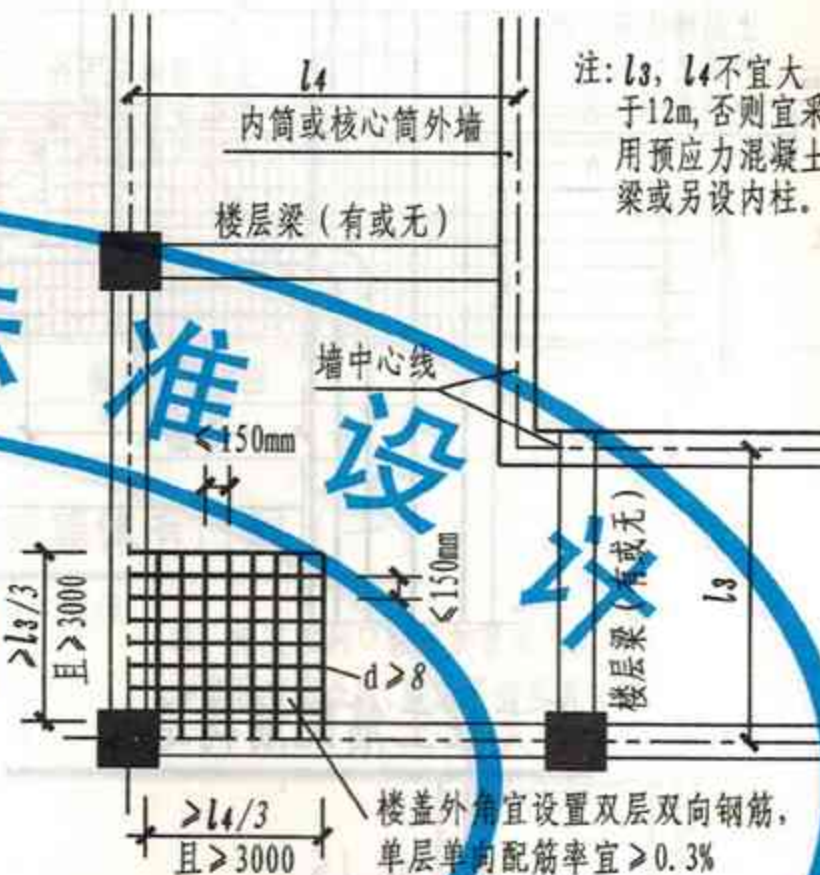 l4
注: l3, l4不宜大
于12m, 否则宜采
用预应力混凝土
梁或另设内柱。
内筒或核心筒外墙
楼层梁（有或无）
墙中心线
准
设
计
≤150mm
≤150mm
楼层梁（有或无）
l3
≥l3/3
且≥3000
d≥8
≥l4/3
且≥3000
楼盖外角宜设置双层双向钢筋，
单层单向配筋率宜≥0.3%